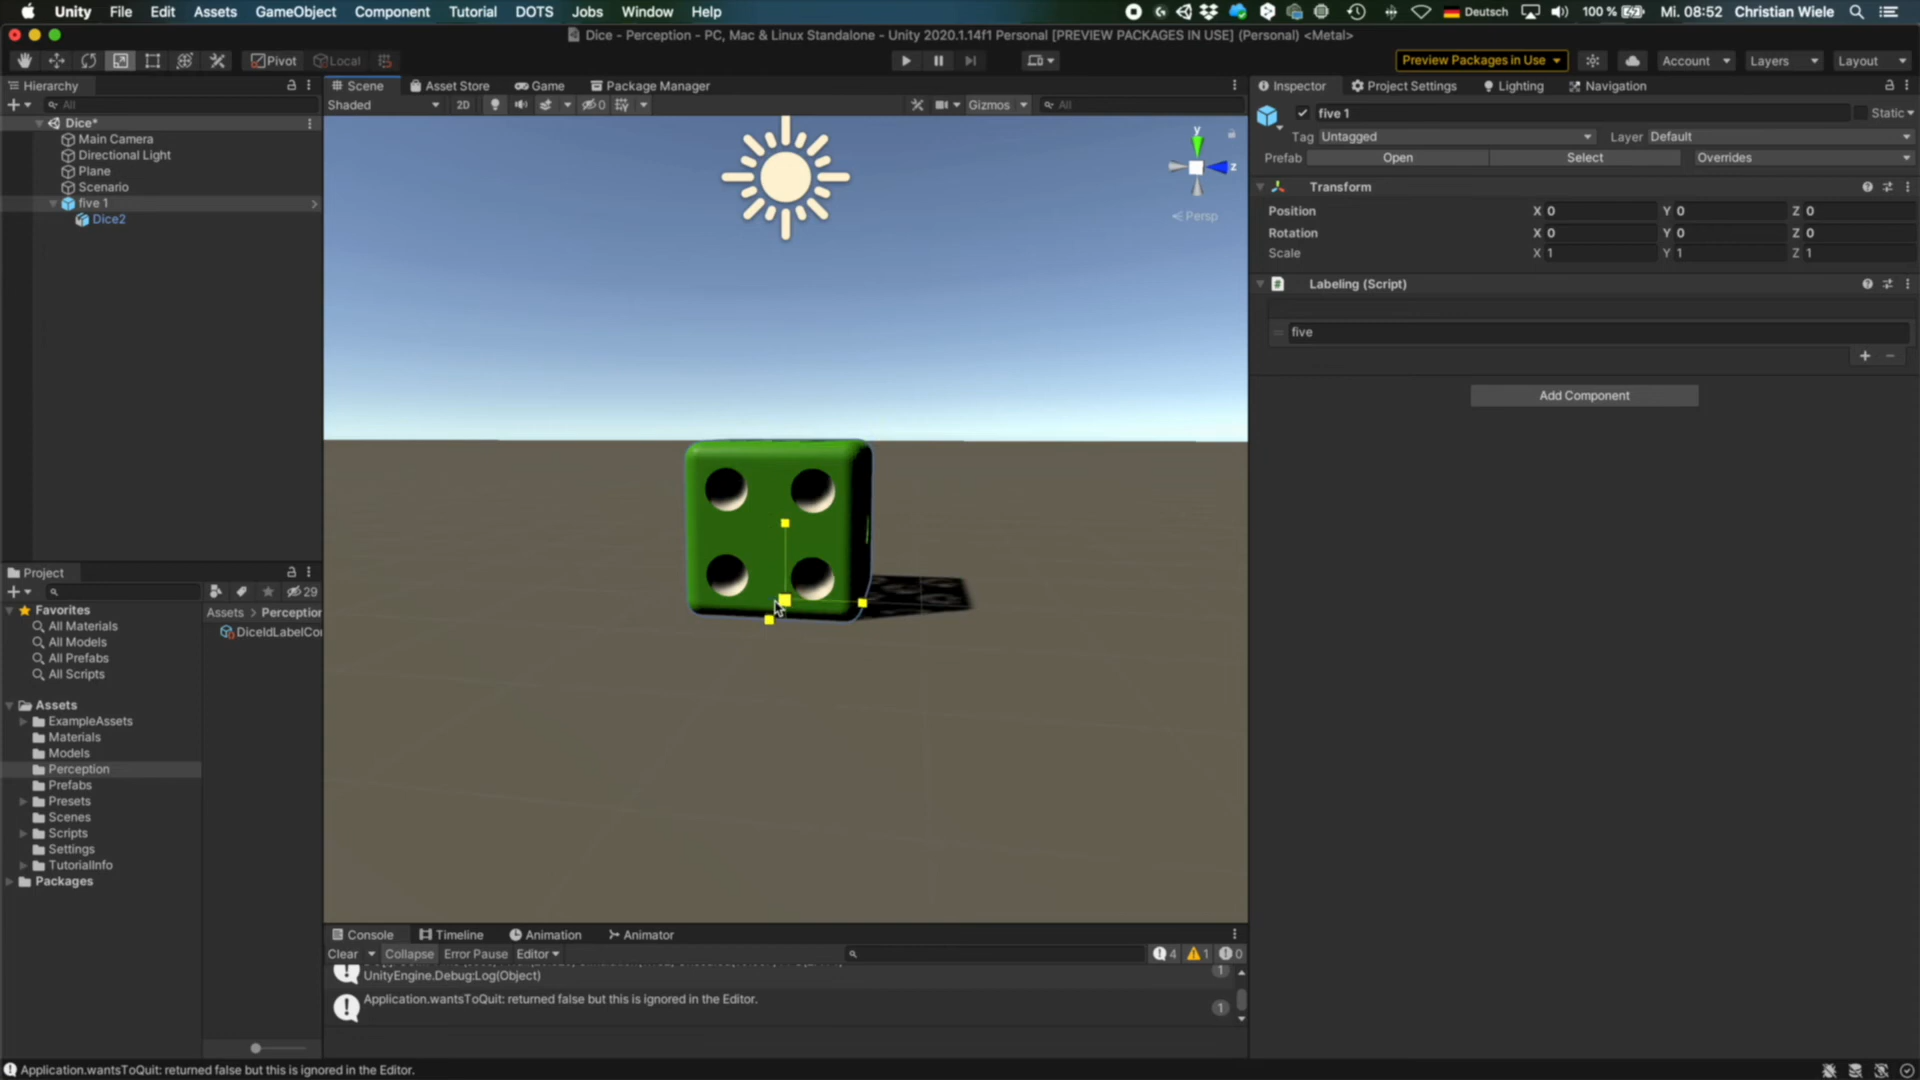 Unity File Edit Assets GameObject Component Tutorial DOTS Jobs Window Help
Deutsch 100 % Mi. 08:52 Christian Wiele
Dice - Perception - PC, Mac & Linux Standalone - Unity 2020.1.14f1 Personal [PREVIEW PACKAGES IN USE] (Personal) <Metal>
Pivot Local
Preview Packages in Use Account Layers Layout
Hierarchy
All
Dice*
Main Camera
Directional Light
Plane
Scenario
five 1
Dice2
Scene Asset Store Game Package Manager
Shaded 2D 0 Gizmos All
y
z
Persp
Inspector Project Settings Lighting Navigation
five 1 Static
Tag Untagged Layer Default
Prefab Open Select Overrides
Transform
Position X 0 Y 0 Z 0
Rotation X 0 Y 0 Z 0
Scale X 1 Y 1 Z 1
Labeling (Script)
five
Add Component
Project
29
Favorites
All Materials
All Models
All Prefabs
All Scripts
Assets
ExampleAssets
Materials
Models
Perception
Prefabs
Presets
Scenes
Scripts
Settings
TutorialInfo
Packages
Assets Perception
DiceIdLabelCo
Console Timeline Animation Animator
Clear Collapse Error Pause Editor 4 1 0
UnityEngine.Debug:Log(Object) 1
Application.wantsToQuit: returned false but this is ignored in the Editor. 1
Application.wantsToQuit: returned false but this is ignored in the Editor.